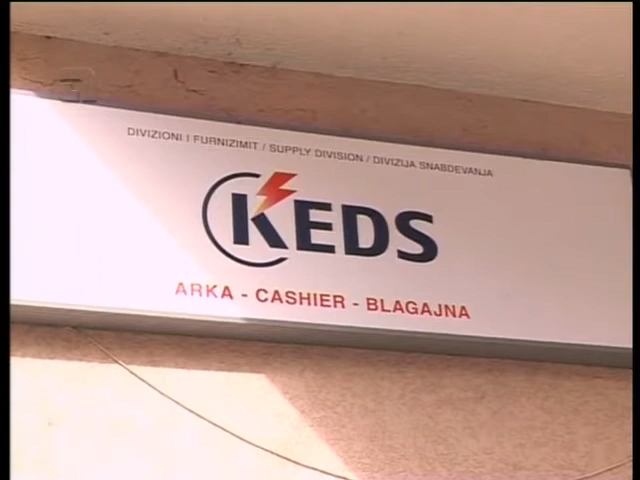 DIVIZIONI I FURNIZIMIT / SUPPLY DIVISION / DIVIZIJA SNABDEVANJA
KEDS
ARKA - CASHIER - BLAGAJNA